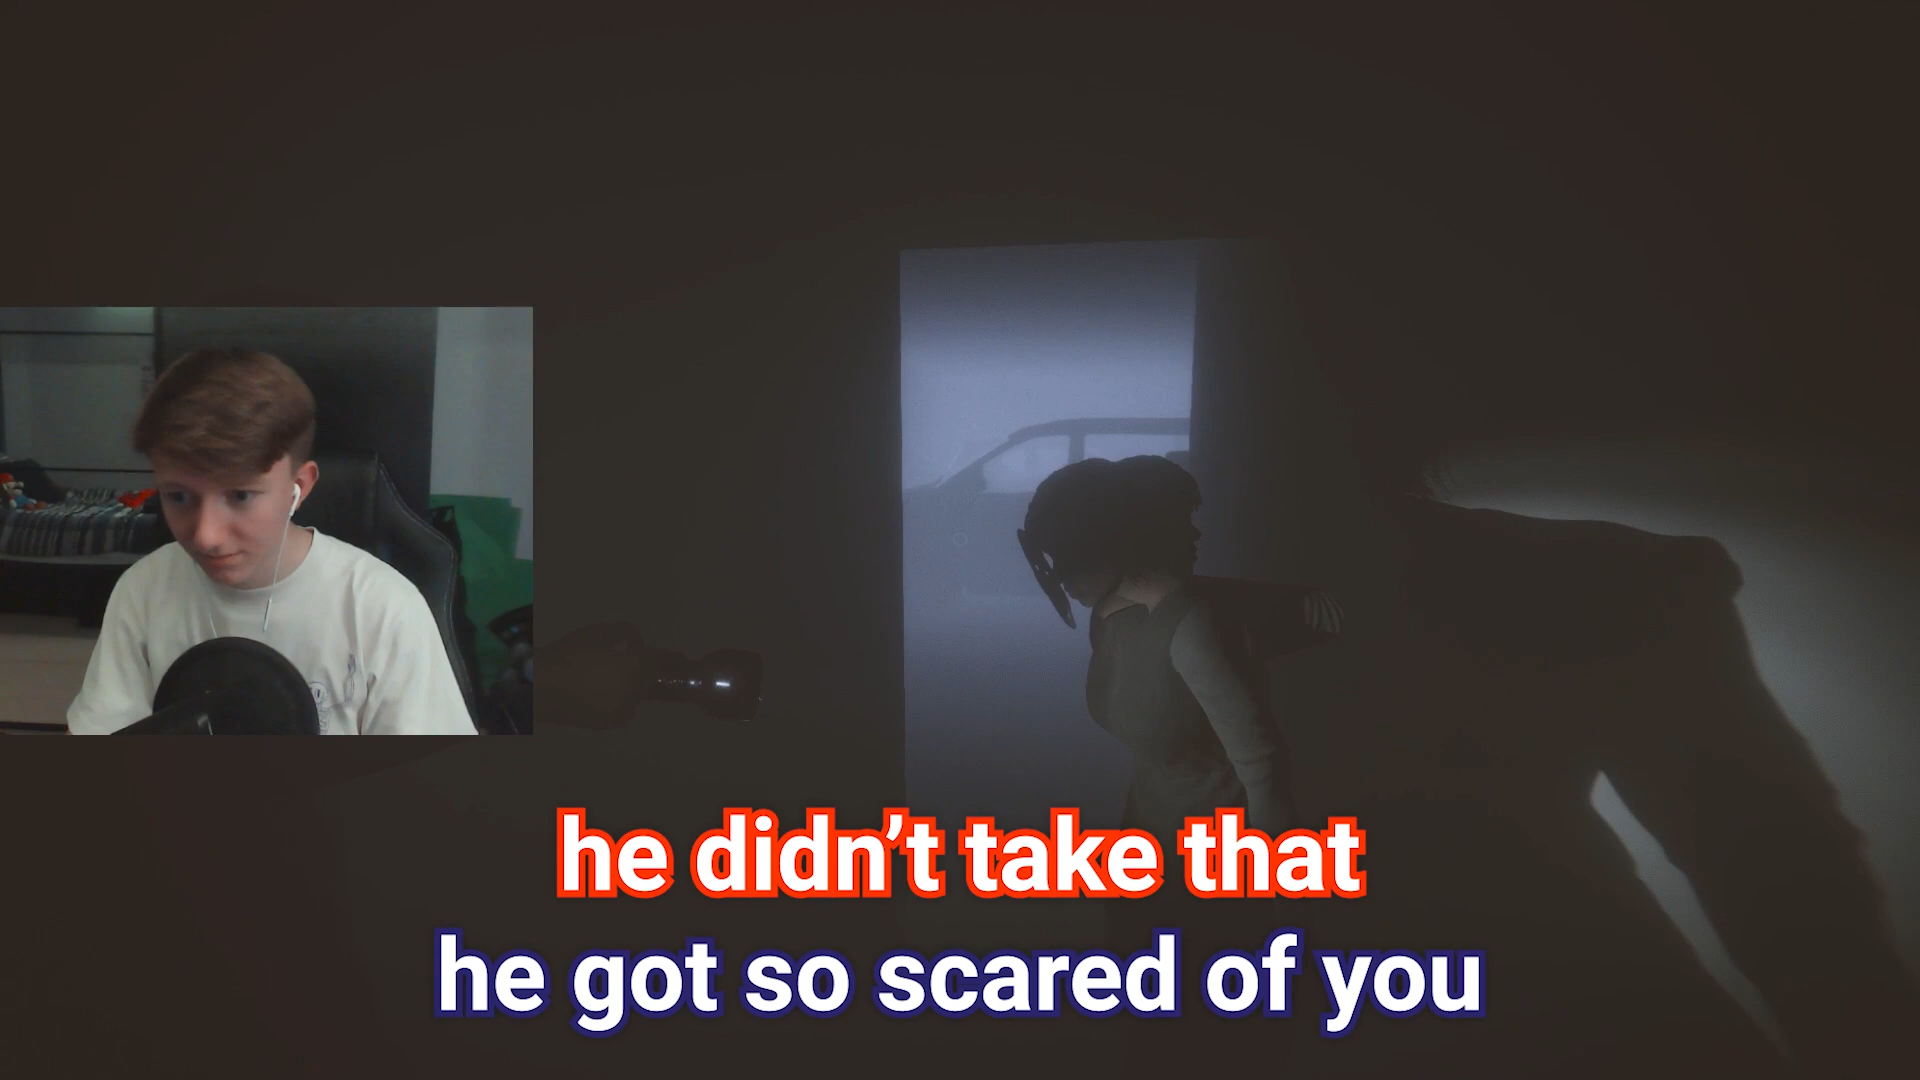 he didn’t take that
he got so scared of you